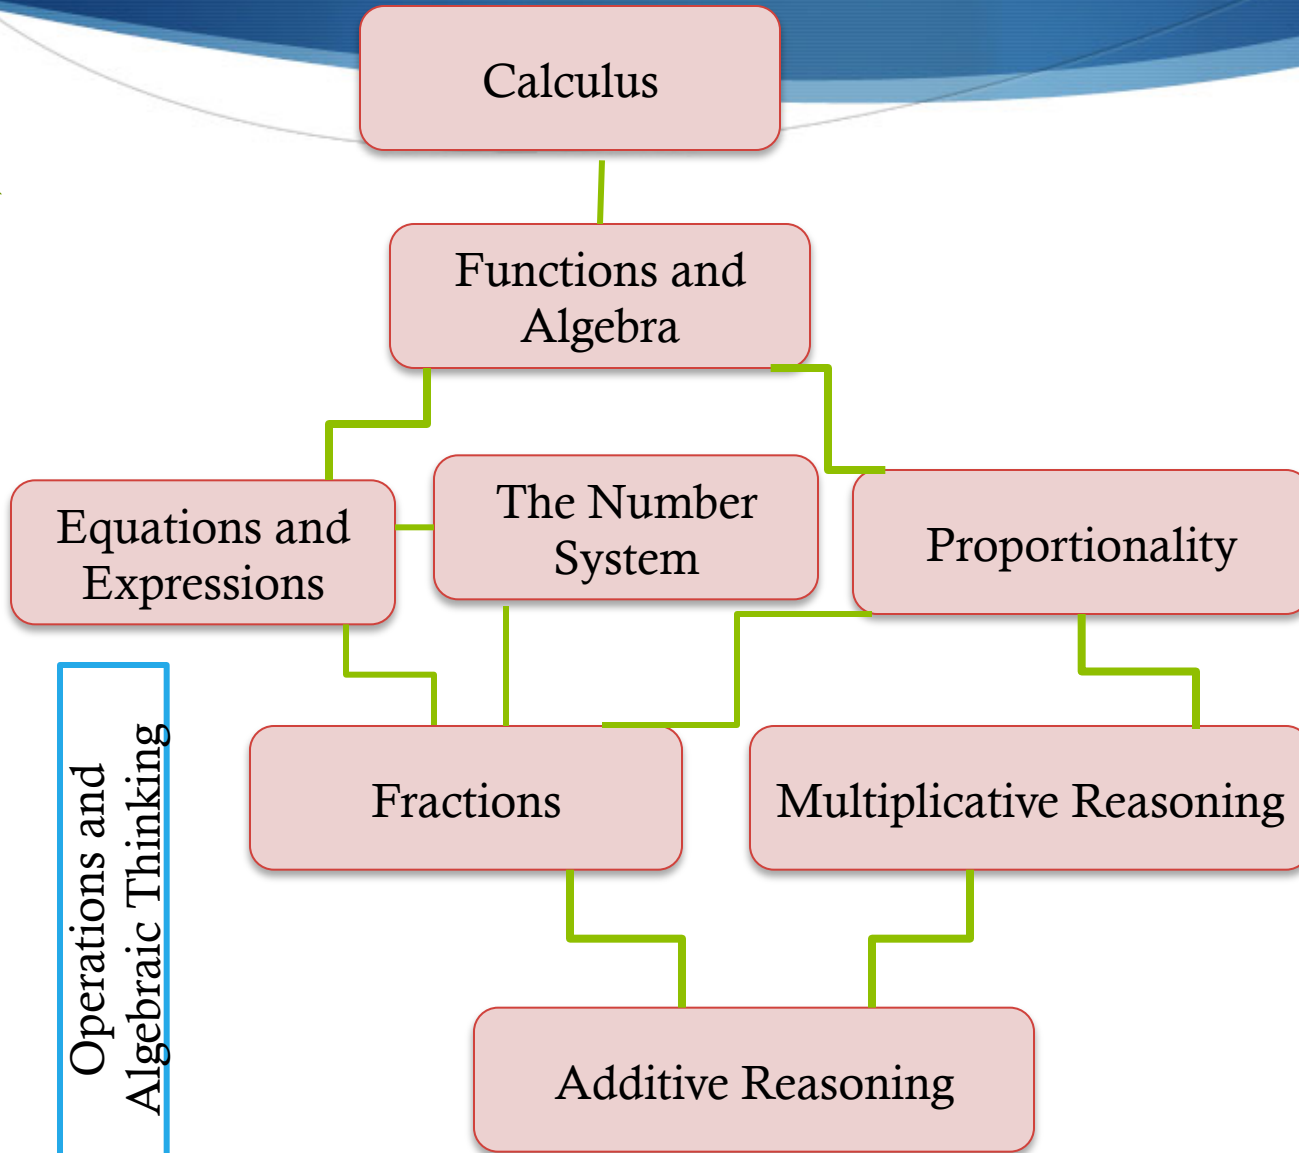 Calculus
Functions and
Algebra
Equations and
Expressions
The Number
System
Proportionality
Operations and
Algebraic Thinking
Fractions
Multiplicative Reasoning
Additive Reasoning